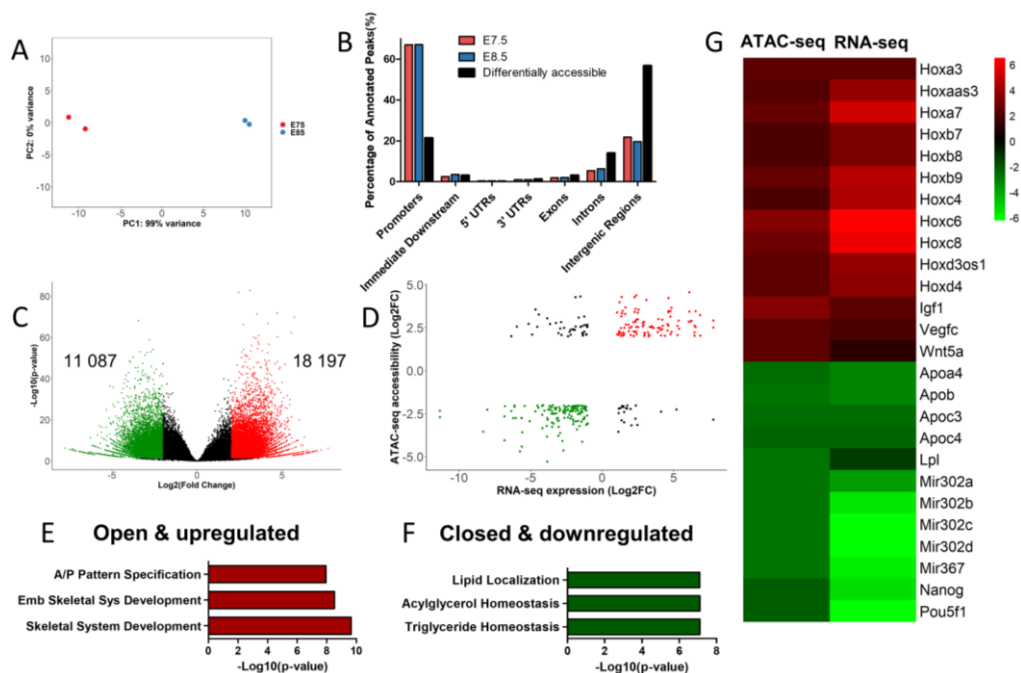 A
10
5
0
-5
-10
PC2: 0% variance
-10
-5
0
5
10
PC1: 99% variance
E75
E85
B
Percentage of Annotated Peaks(%)
60
40
20
0
E7.5
E8.5
Differentially accessible
Promoters
Immediate Downstream
5' UTRs
3' UTRs
Exons
Introns
Intergenic Regions
C
-Log10(p-value)
80
60
40
20
0
11 087
18 197
-5
0
5
Log2(Fold Change)
D
ATAC-seq accessibility (Log2FC)
5.0
2.5
0.0
-2.5
-5.0
-10
-5
0
5
RNA-seq expression (Log2FC)
E
Open & upregulated
A/P Pattern Specification
Emb Skeletal Sys Development
Skeletal System Development
0 2 4 6 8 10
-Log10(p-value)
F
Closed & downregulated
Lipid Localization
Acylglycerol Homeostasis
Triglyceride Homeostasis
0 2 4 6 8
-Log10(p-value)
G
ATAC-seq RNA-seq
Hoxa3
Hoxaas3
Hoxa7
Hoxb7
Hoxb8
Hoxb9
Hoxc4
Hoxc6
Hoxc8
Hoxd3os1
Hoxd4
Igf1
Vegfc
Wnt5a
Apoa4
Apob
Apoc3
Apoc4
Lpl
Mir302a
Mir302b
Mir302c
Mir302d
Mir367
Nanog
Pou5f1
6
4
2
0
-2
-4
-6